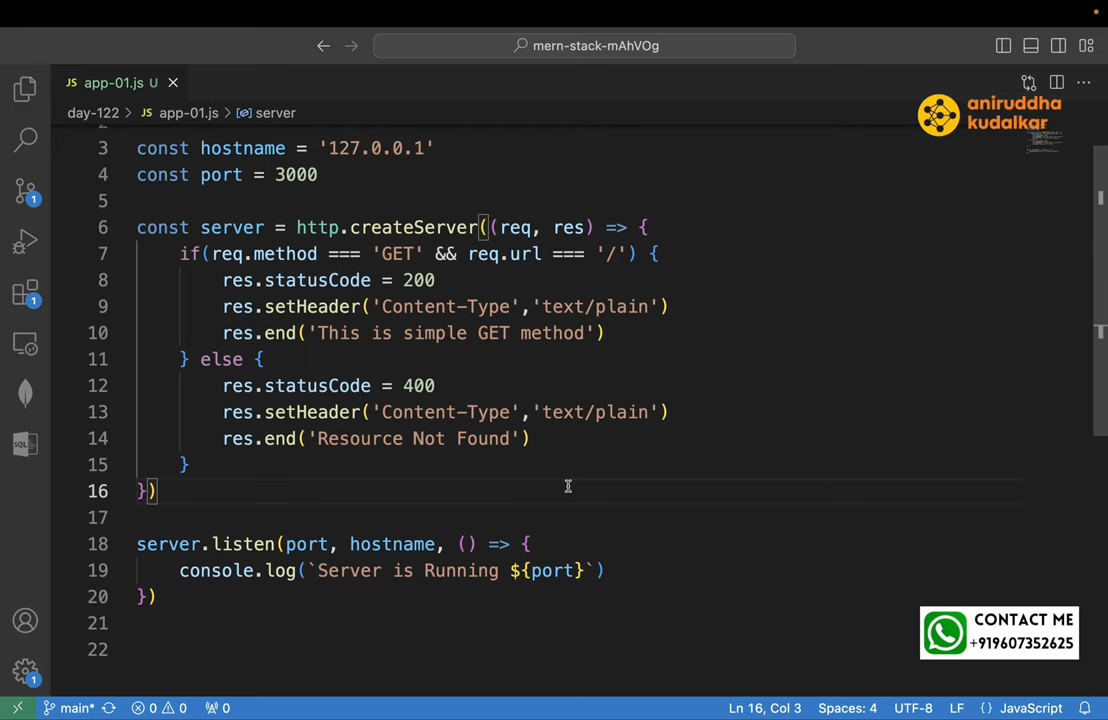 mern-stack-mAhVOg
JS app-01.js U
day-122 > JS app-01.js > server
aniruddha
kudalkar
2
3 const hostname = '127.0.0.1'
4 const port = 3000
5
6 const server = http.createServer((req, res) => {
7 if(req.method === 'GET' && req.url === '/') {
8 res.statusCode = 200
9 res.setHeader('Content-Type','text/plain')
10 res.end('This is simple GET method')
11 } else {
12 res.statusCode = 400
13 res.setHeader('Content-Type','text/plain')
14 res.end('Resource Not Found')
15 }
16 })
17
18 server.listen(port, hostname, () => {
19 console.log(`Server is Running ${port}`)
20 })
21
22
1
1
SQL
1
CONTACT ME
+919607352625
main* 0 0 0 Ln 16, Col 3 Spaces: 4 UTF-8 LF {} JavaScript